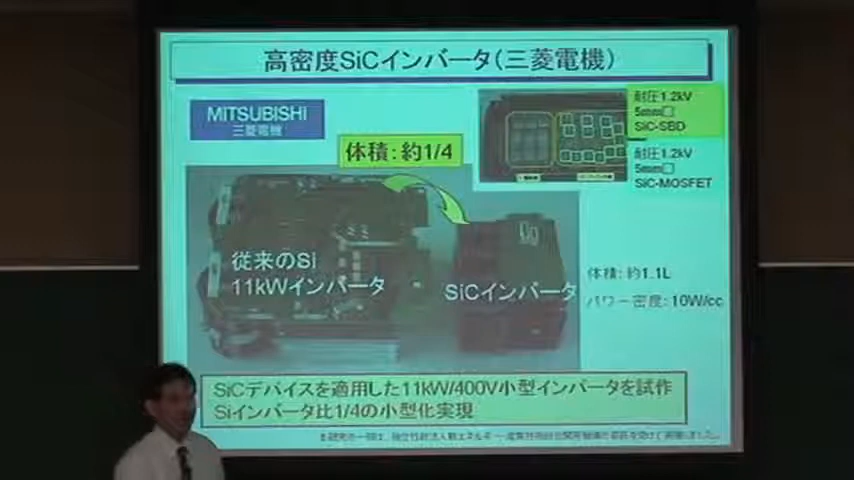 高密度SiCインバータ(三菱電機)
MITSUBISHI
三菱電機
体積:約1/4
耐圧1.2kV
5mm□
SiC-SBD
耐圧1.2kV
5mm□
SiC-MOSFET
従来のSi
11kWインバータ
SiCインバータ
体積:約1.1L
パワー密度:10W/cc
SiCデバイスを適用した11kW/400V小型インバータを試作
Siインバータ比1/4の小型化実現